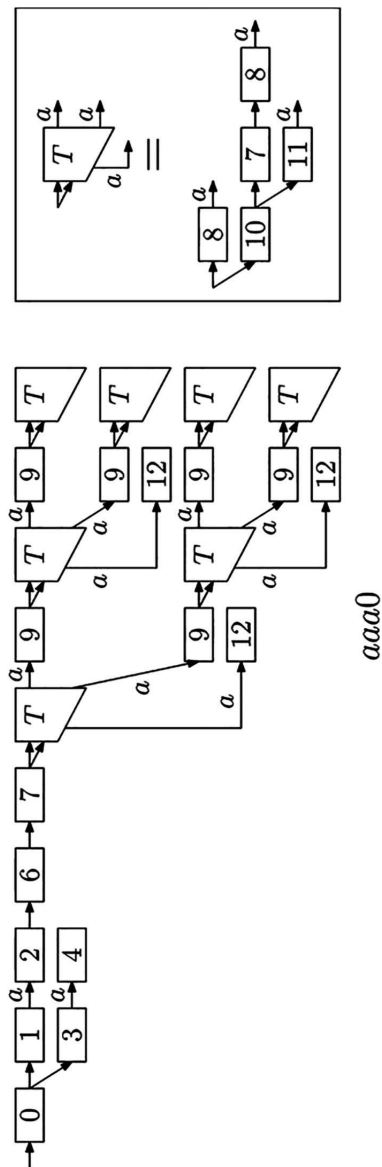 0 1 a 2 6 7 T a 9 T a 9 T
3 a 4 a 9 T
a 12
a 9 T a 9 T
a 12 a 9 T
a 12
aaa0
T a
a
a
=
8 a
10 7 8 a
11 a